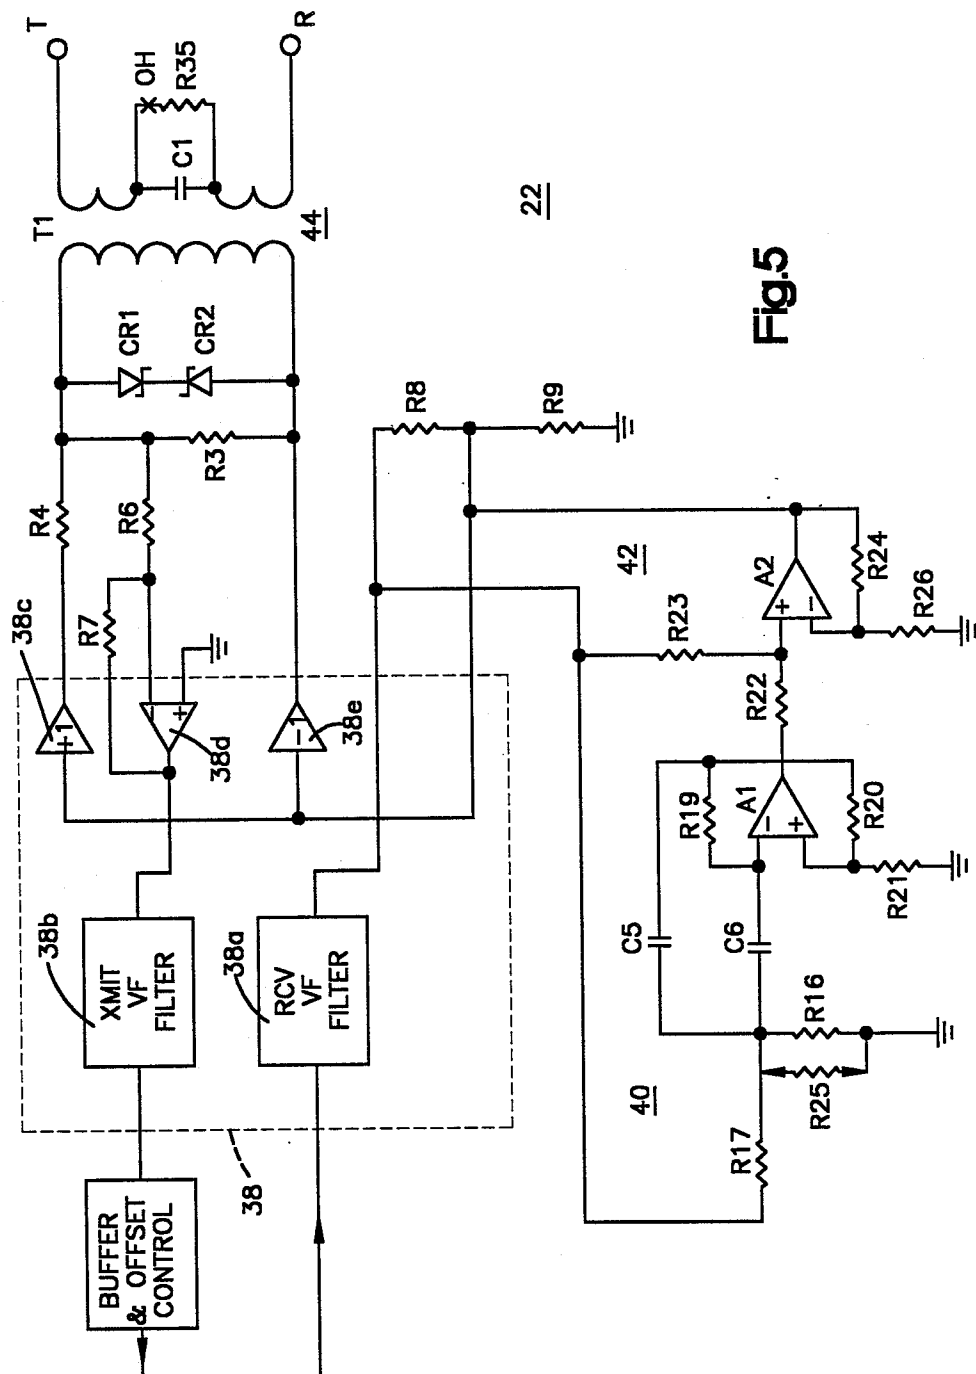 T
R
OH
R35
C1
T1
44
22
CR1
CR2
R3
R4
R6
R7
38c
38d
38e
+1
−1
−
+
38b
XMIT
VF
FILTER
38a
RCV
VF
FILTER
38
BUFFER
& OFFSET
CONTROL
R8
R9
42
R23
A2
+
−
R24
R26
R22
A1
−
+
R19
R20
R21
C5
C6
R16
R25
R17
40
Fig.5